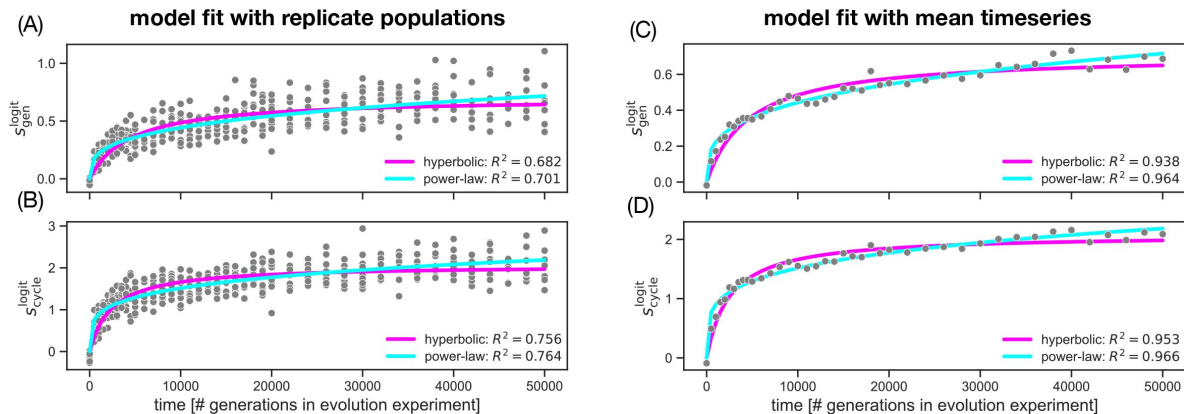 model fit with replicate populations
(A)
1.0
0.5
0.0
s_gen^logit
hyperbolic: R² = 0.682
power-law: R² = 0.701
(B)
3
2
1
0
s_cycle^logit
hyperbolic: R² = 0.756
power-law: R² = 0.764
0 10000 20000 30000 40000 50000
time [# generations in evolution experiment]
model fit with mean timeseries
(C)
0.6
0.4
0.2
0.0
s_gen^logit
hyperbolic: R² = 0.938
power-law: R² = 0.964
(D)
2
1
0
s_cycle^logit
hyperbolic: R² = 0.953
power-law: R² = 0.966
0 10000 20000 30000 40000 50000
time [# generations in evolution experiment]